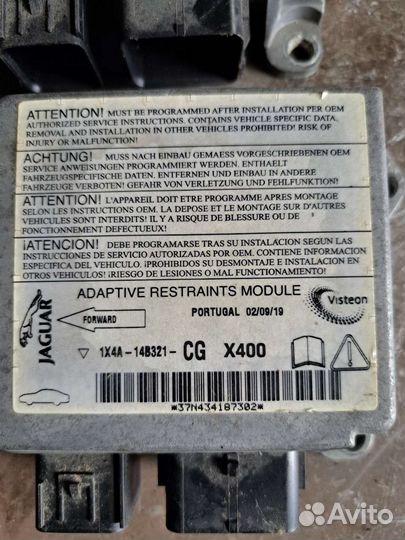 ATTENTION! MUST BE PROGRAMMED AFTER INSTALLATION PER OEM
AUTHORIZED SERVICE INSTRUCTIONS. CONTAINS VEHICLE SPECIFIC DATA.
REMOVAL AND INSTALLATION IN OTHER VEHICLES PROHIBITED! RISK OF
INJURY OR MALFUNCTION!
ACHTUNG! MUSS NACH EINBAU GEMAESS VORGESCHRIEBENEN OEM
SERVICE ANWEISUNGEN PROGRAMMIERT WERDEN. ENTHAELT
FAHRZEUGSPEZIFISCHE DATEN. ENTFERNEN UND EINBAU IN ANDERE
FAHRZEUGE VERBOTEN! GEFAHR VON VERLETZUNG UND FEHLFUNKTION!
ATTENTION! L'APPAREIL DOIT ETRE PROGRAMME APRES MONTAGE
SELON LES INSTRUCTIONS OEM. LA DEPOSE ET LE MONTAGE SUR D'AUTRES
VEHICULES SONT INTERDITS! IL Y A RISQUE DE BLESSURE OU DE
FONCTIONNEMENT DEFECTUEUX!
¡ATENCION! DEBE PROGRAMARSE TRAS SU INSTALACION SEGUN LAS
INSTRUCCIONES DE SERVICIO AUTORIZADAS POR OEM. CONTIENE INFORMACION
ESPECIFICA DEL VEHICULO. ¡PROHIBIDOS SU DESMONTAJE E INSTALACION EN
OTROS VEHICULOS! ¡RIESGO DE LESIONES O MAL FUNCIONAMIENTO!
ADAPTIVE RESTRAINTS MODULE
Visteon
JAGUAR
FORWARD
PORTUGAL 02/09/19
1X4A-14B321- CG X400
*37N434187302*
Avito